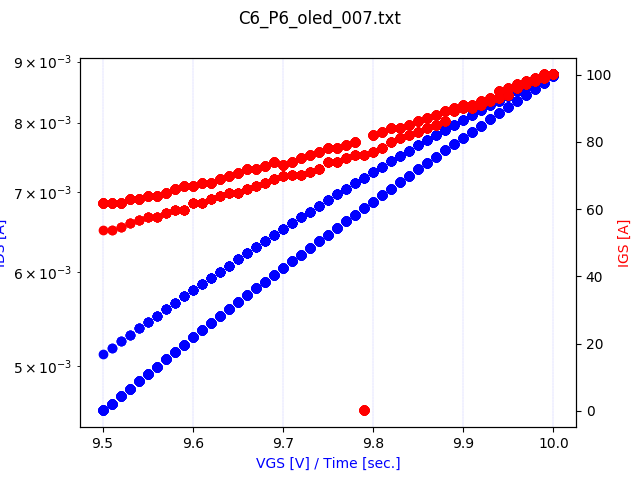 C6_P6_oled_007.txt
9 × 10⁻³
8 × 10⁻³
7 × 10⁻³
6 × 10⁻³
5 × 10⁻³
IDS [A]
100
80
60
40
20
0
IGS [A]
9.5 9.6 9.7 9.8 9.9 10.0
VGS [V] / Time [sec.]